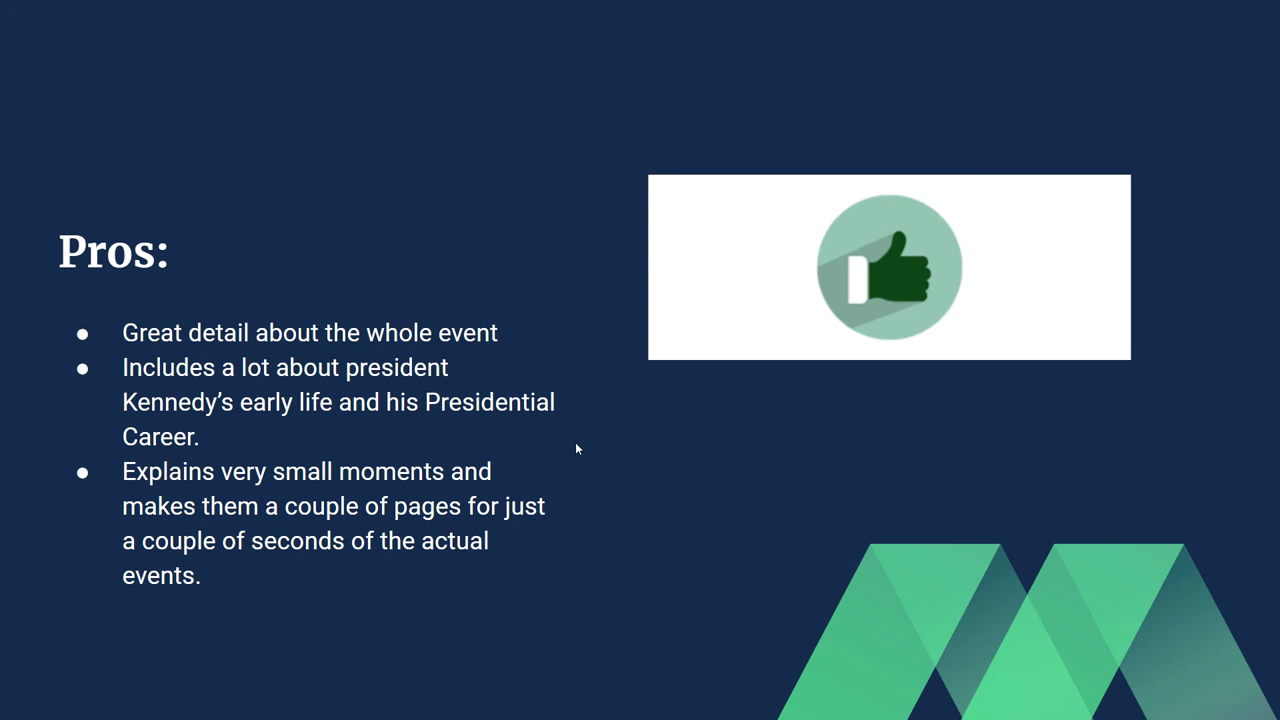 Pros:
● Great detail about the whole event
● Includes a lot about president
Kennedy’s early life and his Presidential
Career.
● Explains very small moments and
makes them a couple of pages for just
a couple of seconds of the actual
events.